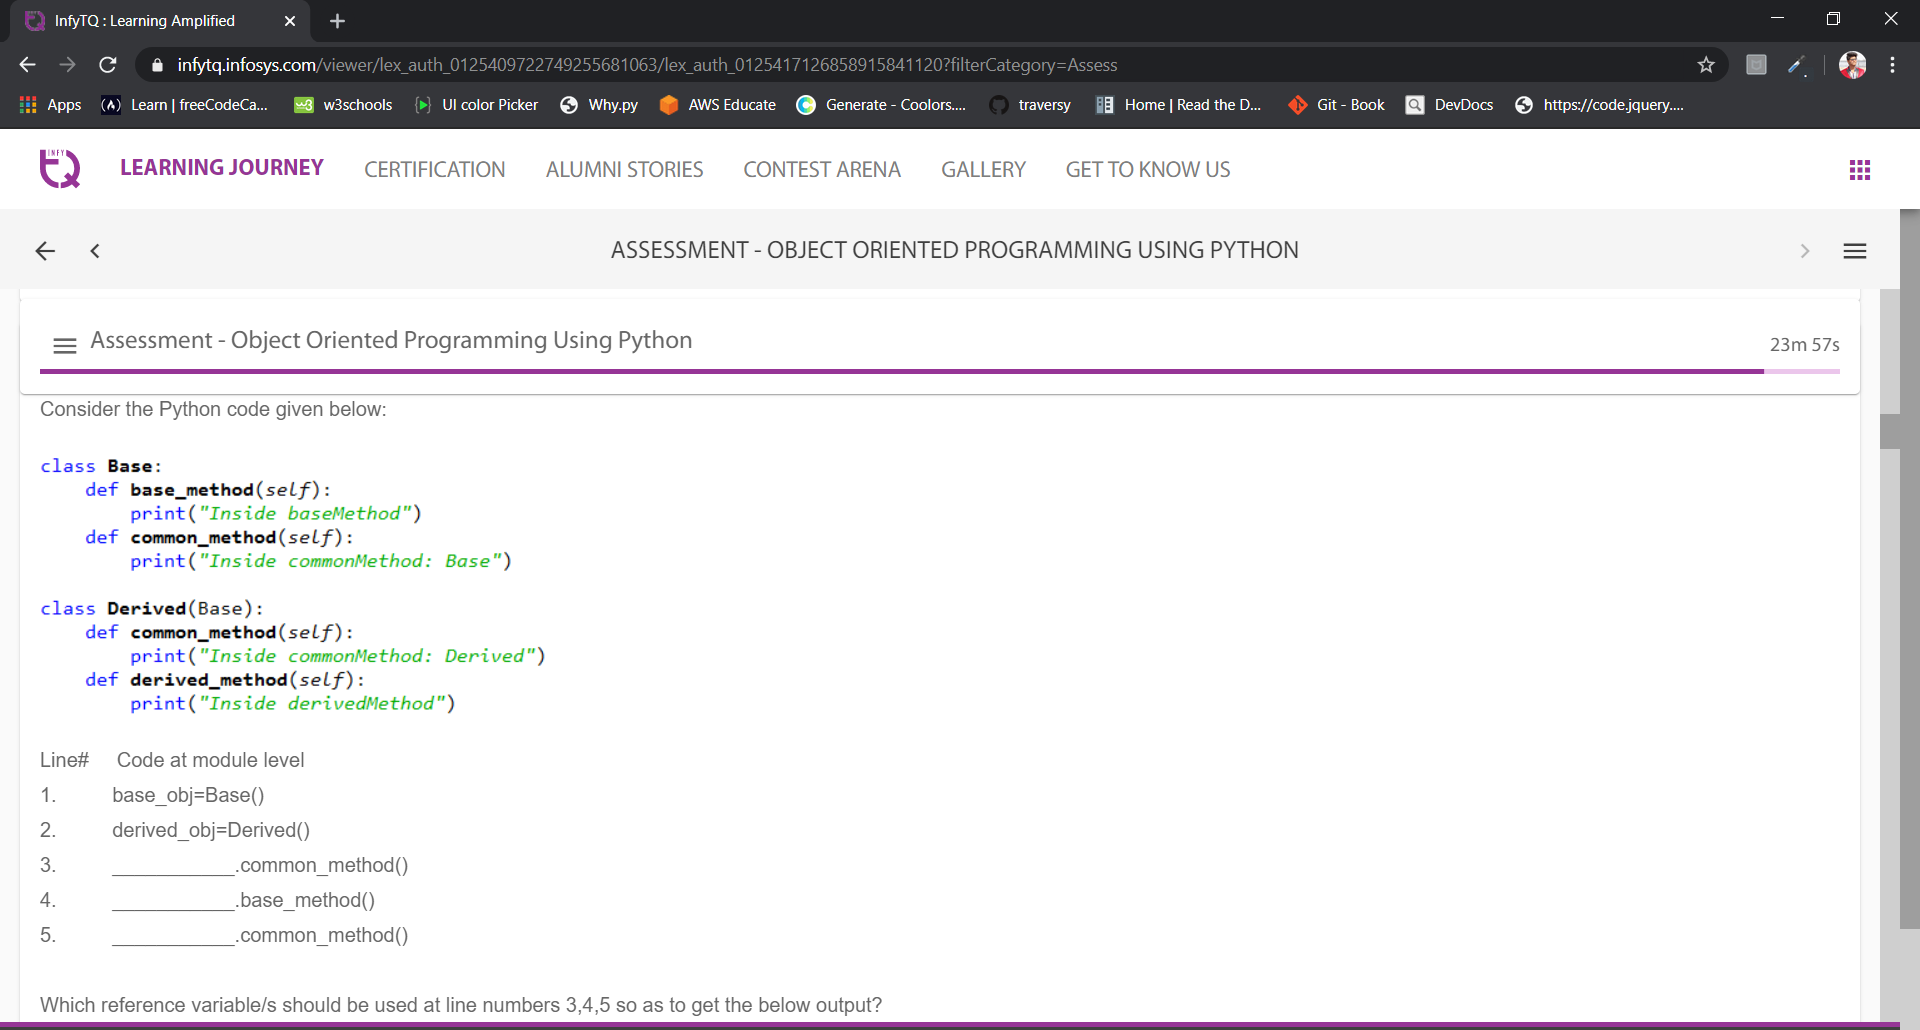 InfyTQ : Learning Amplified
infytq.infosys.com/viewer/lex_auth_0125409722749255681063/lex_auth_0125417126858915841120?filterCategory=Assess
Apps Learn | freeCodeCa... w3schools UI color Picker Why.py AWS Educate Generate - Coolors.... traversy Home | Read the D... Git - Book DevDocs https://code.jquery....
INFY TQ LEARNING JOURNEY CERTIFICATION ALUMNI STORIES CONTEST ARENA GALLERY GET TO KNOW US
ASSESSMENT - OBJECT ORIENTED PROGRAMMING USING PYTHON
Assessment - Object Oriented Programming Using Python 23m 57s
Consider the Python code given below:
class Base:
    def base_method(self):
        print("Inside baseMethod")
    def common_method(self):
        print("Inside commonMethod: Base")
class Derived(Base):
    def common_method(self):
        print("Inside commonMethod: Derived")
    def derived_method(self):
        print("Inside derivedMethod")
Line# Code at module level
1. base_obj=Base()
2. derived_obj=Derived()
3. ___________.common_method()
4. ___________.base_method()
5. ___________.common_method()
Which reference variable/s should be used at line numbers 3,4,5 so as to get the below output?